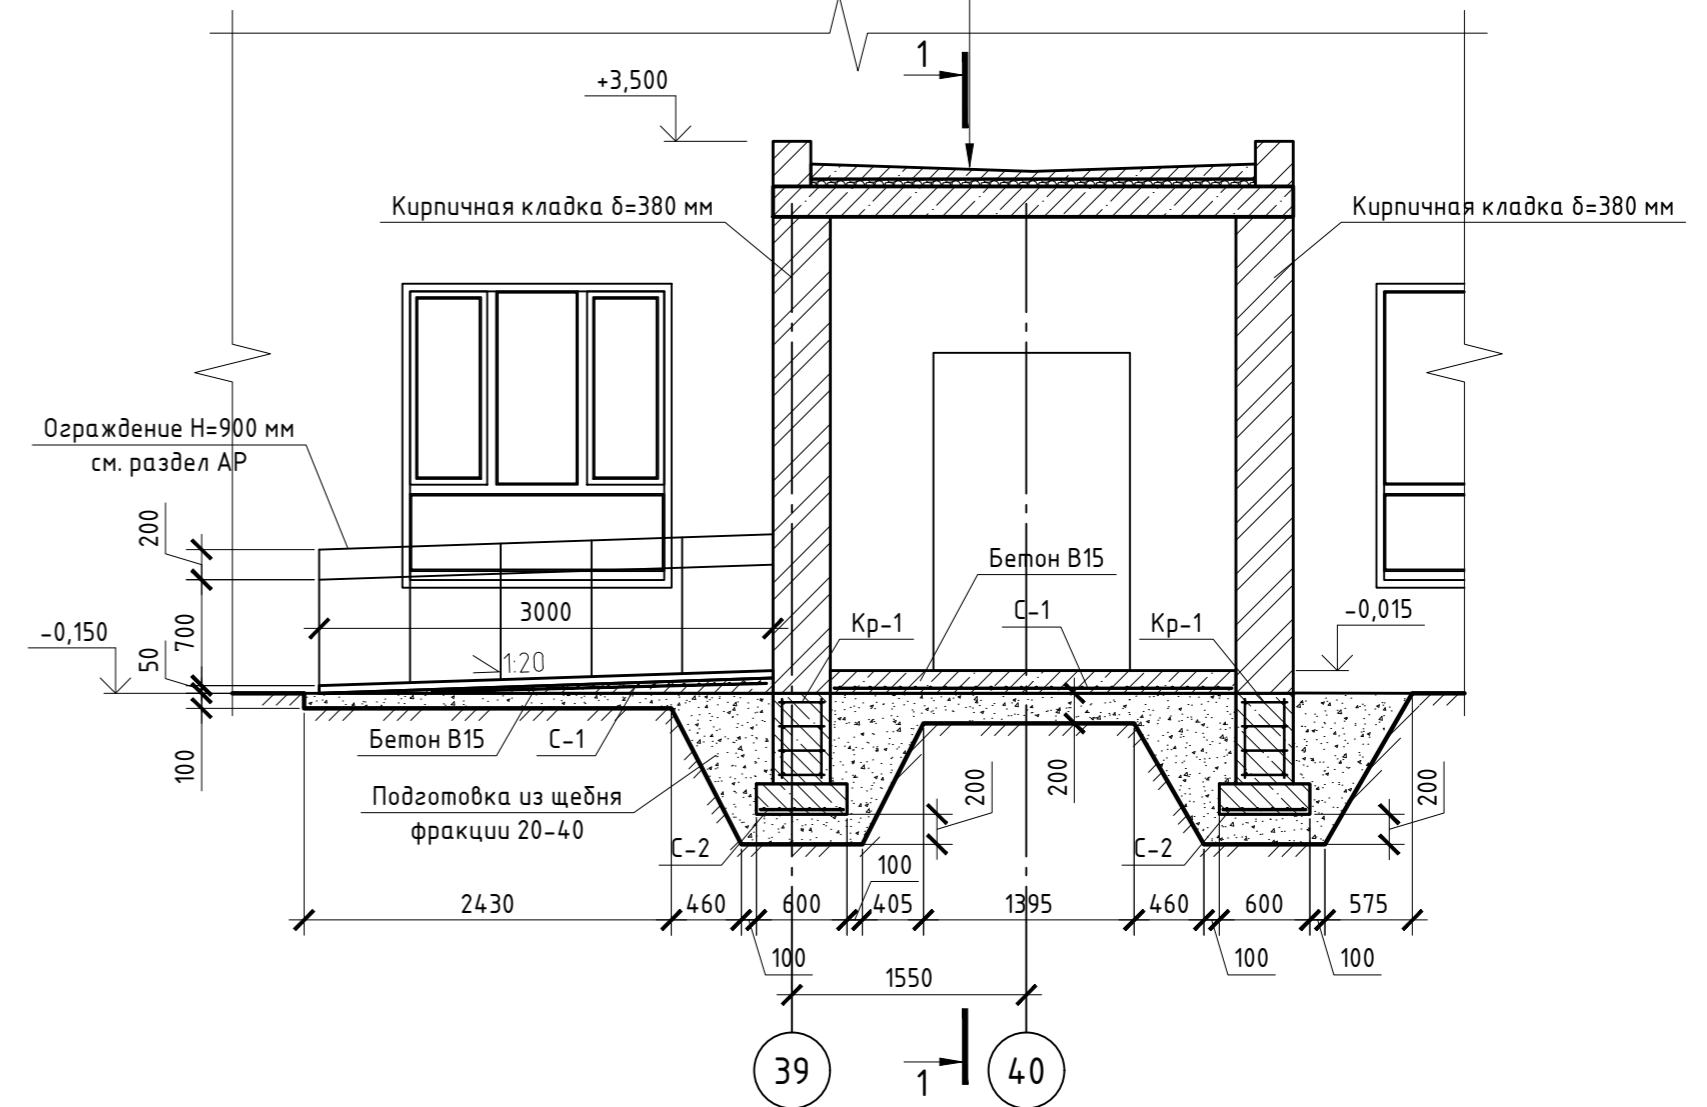 1
+3,500
Кирпичная кладка δ=380 мм
Кирпичная кладка δ=380 мм
Ограждение Н=900 мм
см. раздел АР
200
Бетон В15
3000
С-1
-0,015
Кр-1
Кр-1
-0,150
700
50
1:20
Бетон В15
С-1
100
200
200
200
Подготовка из щебня
фракции 20-40
С-2
С-2
100
2430
460
600
405
1395
460
600
575
100
100
100
1550
39
40
1